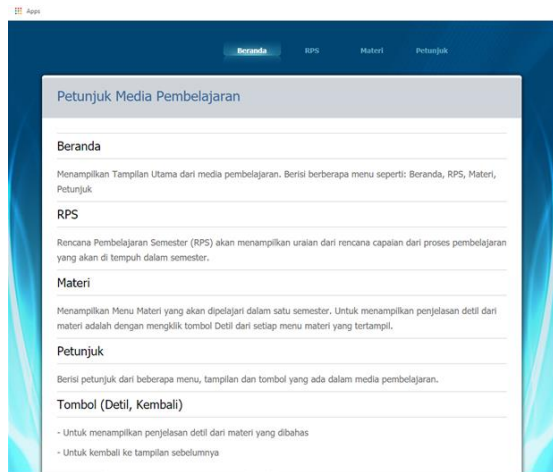 Apps
Beranda RPS Materi Petunjuk
Petunjuk Media Pembelajaran
Beranda
Menampilkan Tampilan Utama dari media pembelajaran. Berisi berberapa menu seperti: Beranda, RPS, Materi,
Petunjuk
RPS
Rencana Pembelajaran Semester (RPS) akan menampilkan uraian dari rencana capaian dari proses pembelajaran
yang akan di tempuh dalam semester.
Materi
Menampilkan Menu Materi yang akan dipelajari dalam satu semester. Untuk menampilkan penjelasan detil dari
materi adalah dengan mengklik tombol Detil dari setiap menu materi yang tertampil.
Petunjuk
Berisi petunjuk dari beberapa menu, tampilan dan tombol yang ada dalam media pembelajaran.
Tombol (Detil, Kembali)
- Untuk menampilkan penjelasan detil dari materi yang dibahas
- Untuk kembali ke tampilan sebelumnya